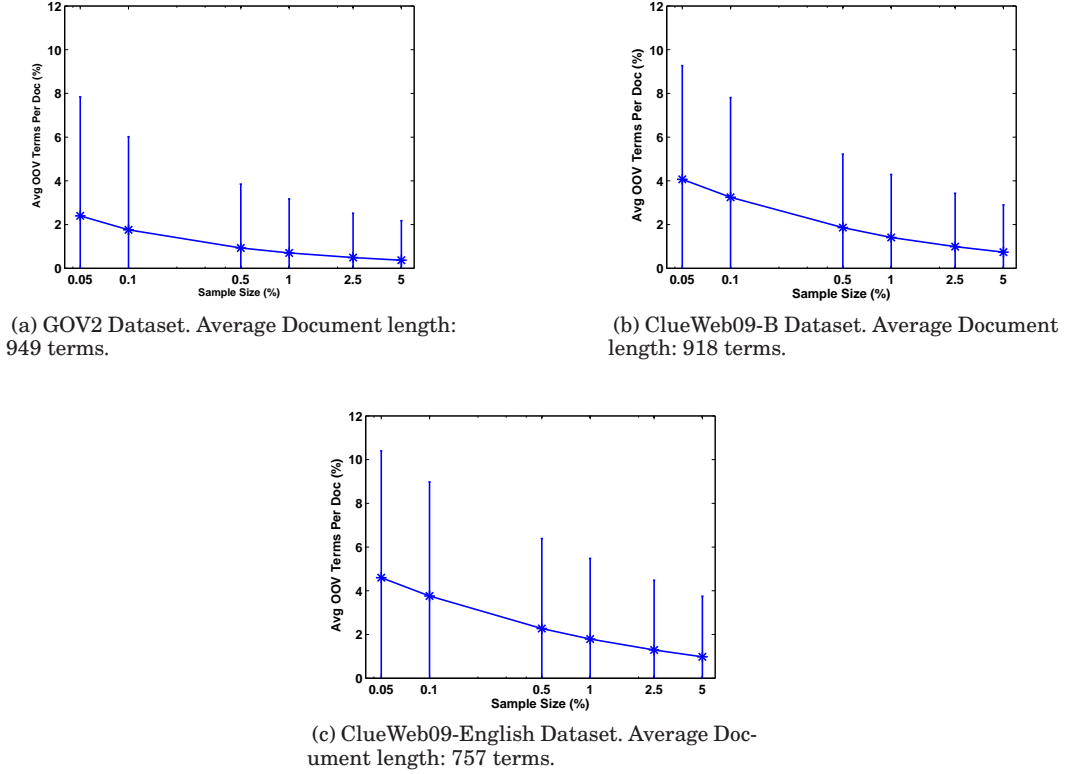 12
10
8
6
4
2
0
Avg OOV Terms Per Doc (%)
0.05 0.1 0.5 1 2.5 5
Sample Size (%)
(a) GOV2 Dataset. Average Document length:
949 terms.
12
10
8
6
4
2
0
Avg OOV Terms Per Doc (%)
0.05 0.1 0.5 1 2.5 5
Sample Size (%)
(b) ClueWeb09-B Dataset. Average Document
length: 918 terms.
12
10
8
6
4
2
0
Avg OOV Terms Per Doc (%)
0.05 0.1 0.5 1 2.5 5
Sample Size (%)
(c) ClueWeb09-English Dataset. Average Doc-
ument length: 757 terms.